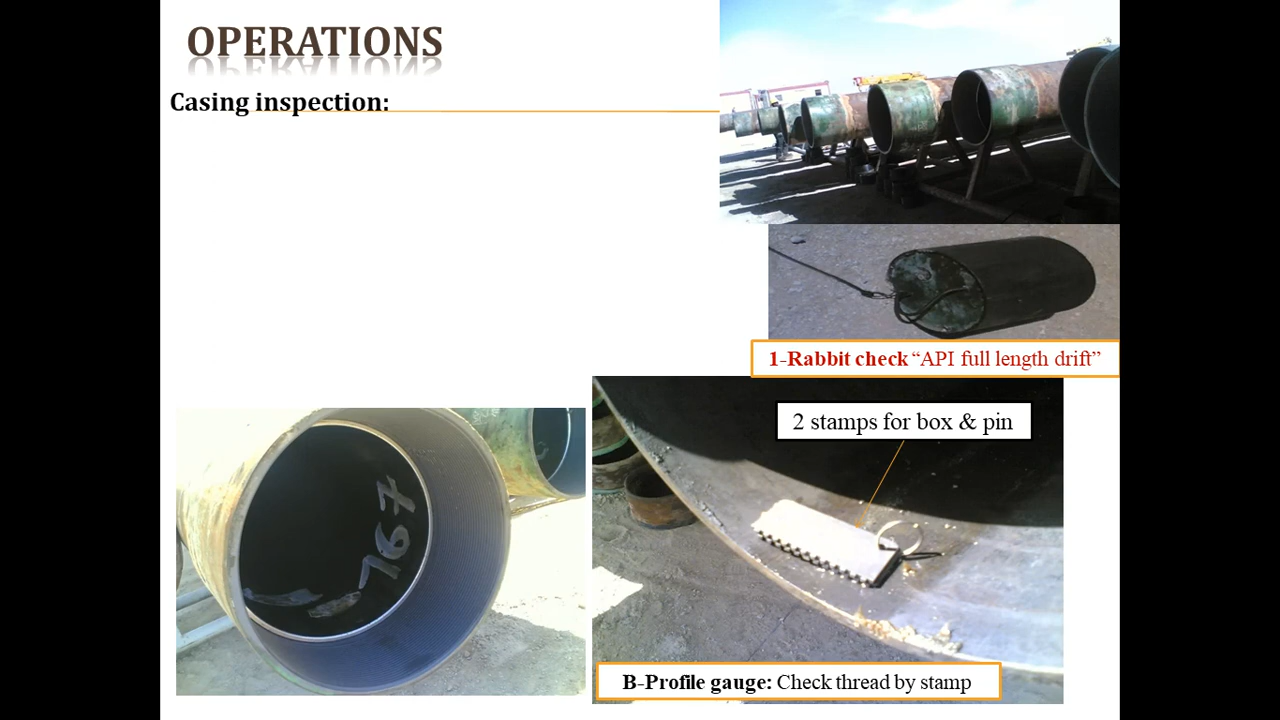 OPERATIONS
Casing inspection:
1-Rabbit check “API full length drift”
2 stamps for box & pin
767
B-Profile gauge: Check thread by stamp